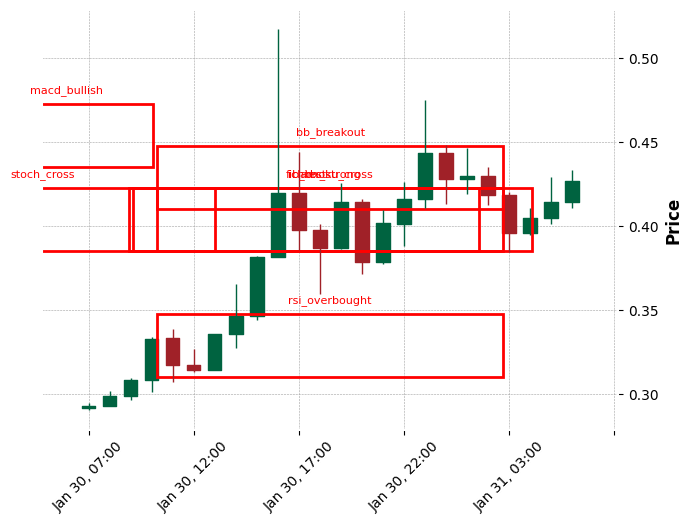 0.50
macd_bullish
bb_breakout
0.45
stoch_cross
0.40
Price
0.35
rsi_overbought
0.30
Jan 30, 07:00
Jan 30, 12:00
Jan 30, 17:00
Jan 30, 22:00
Jan 31, 03:00